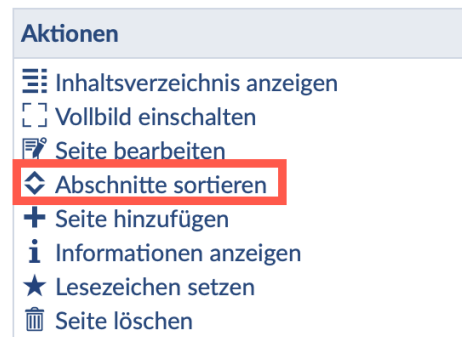 Aktionen
Inhaltsverzeichnis anzeigen
Vollbild einschalten
Seite bearbeiten
Abschnitte sortieren
Seite hinzufügen
Informationen anzeigen
Lesezeichen setzen
Seite löschen